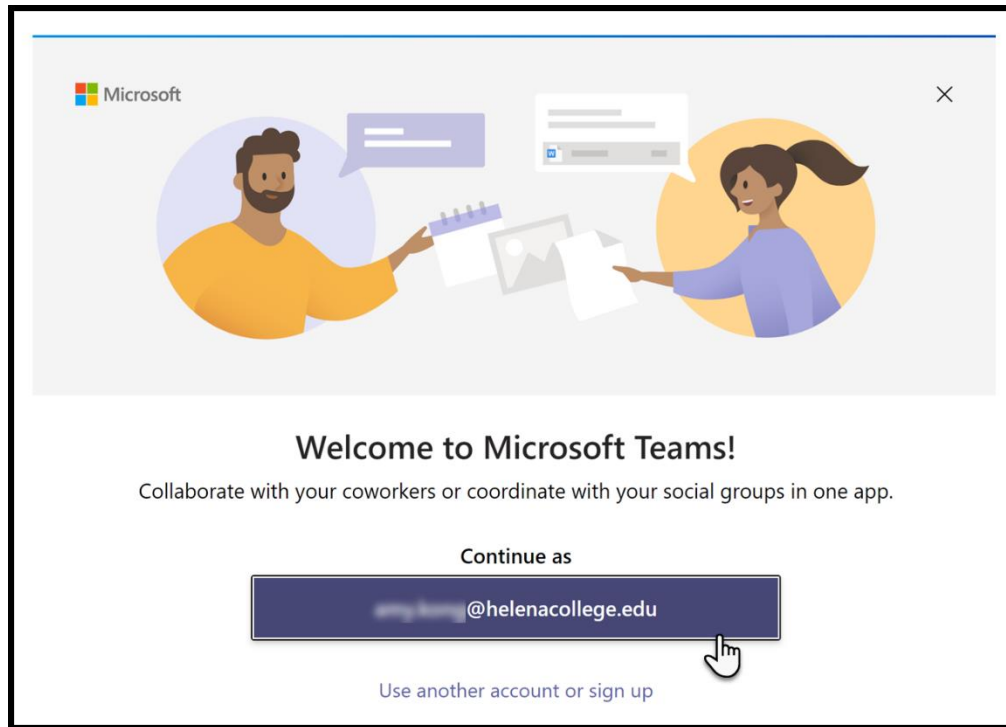 Microsoft
Welcome to Microsoft Teams!
Collaborate with your coworkers or coordinate with your social groups in one app.
Continue as
@helenacollege.edu
Use another account or sign up